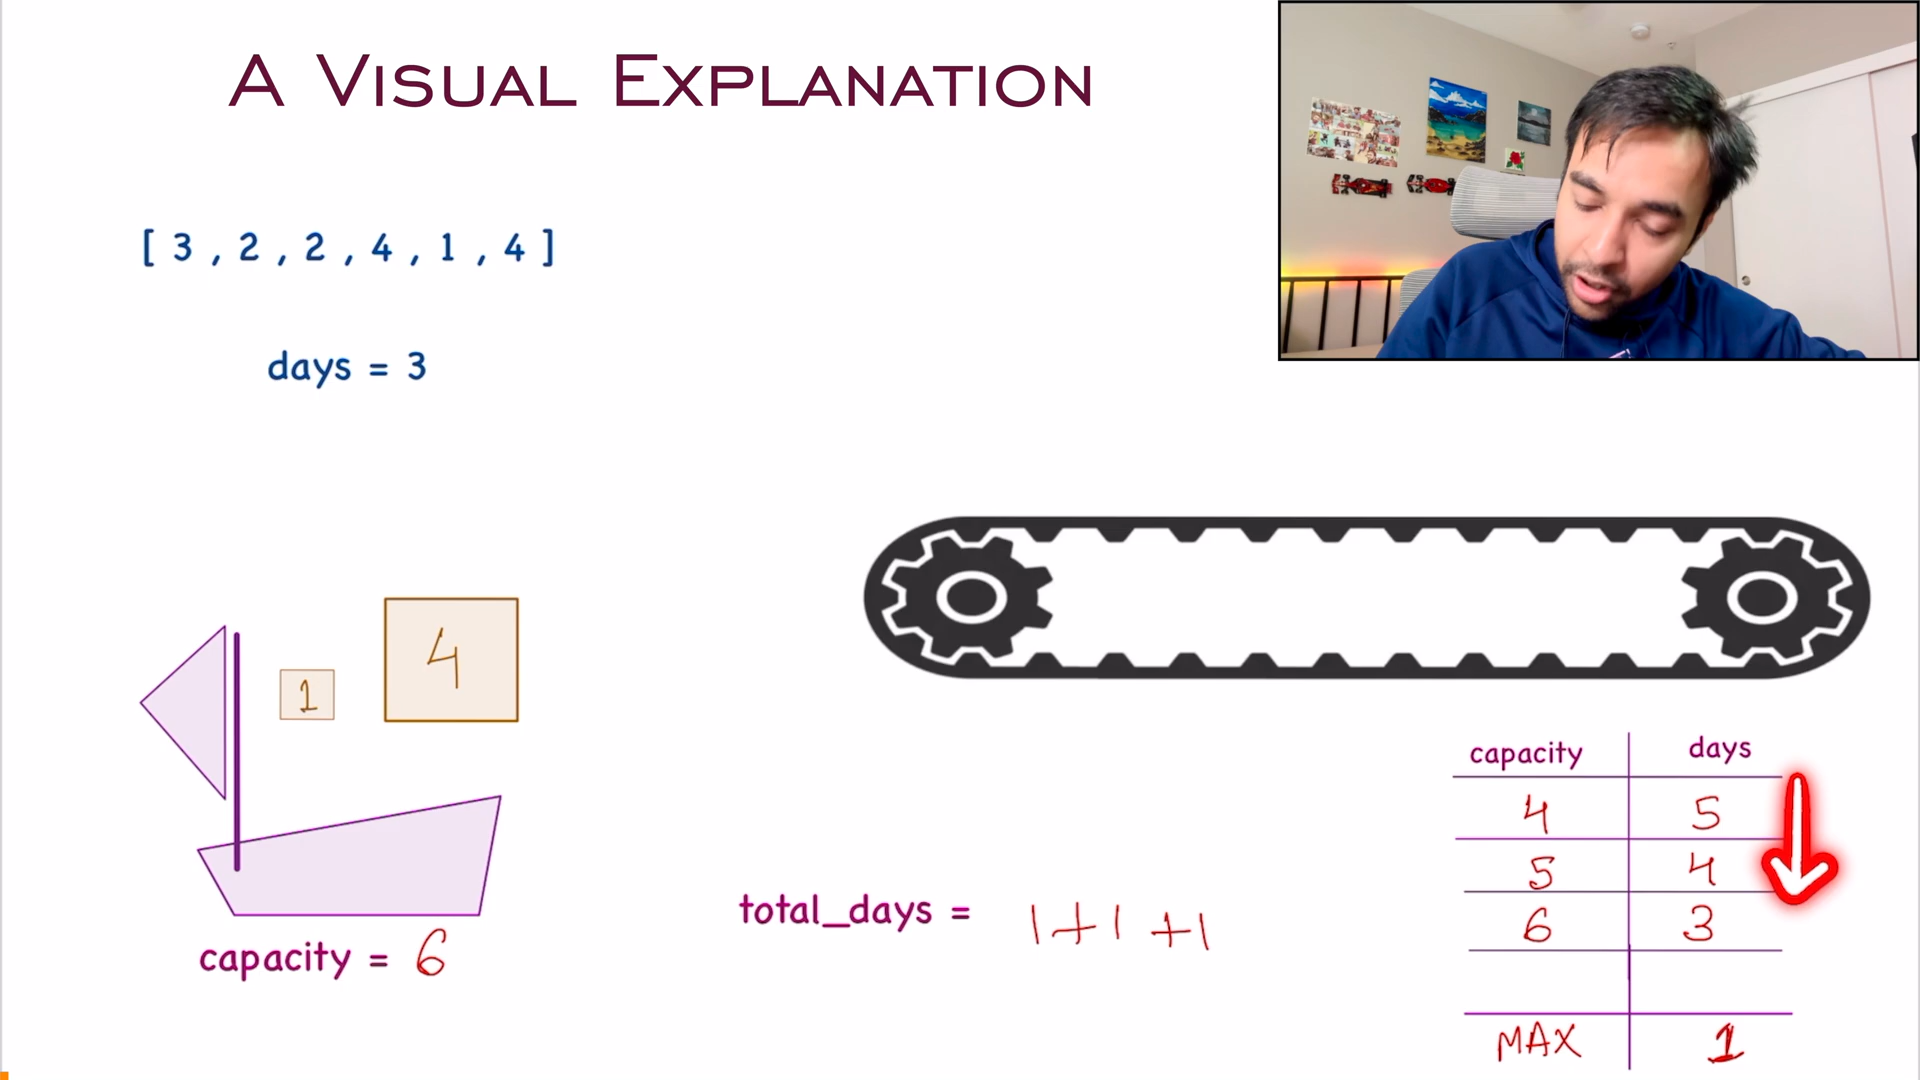 A VISUAL EXPLANATION
[ 3 , 2 , 2 , 4 , 1 , 4 ]
days = 3
1
4
capacity = 6
total_days = 1+1+1
capacity days
4 5
5 4
6 3
MAX 1